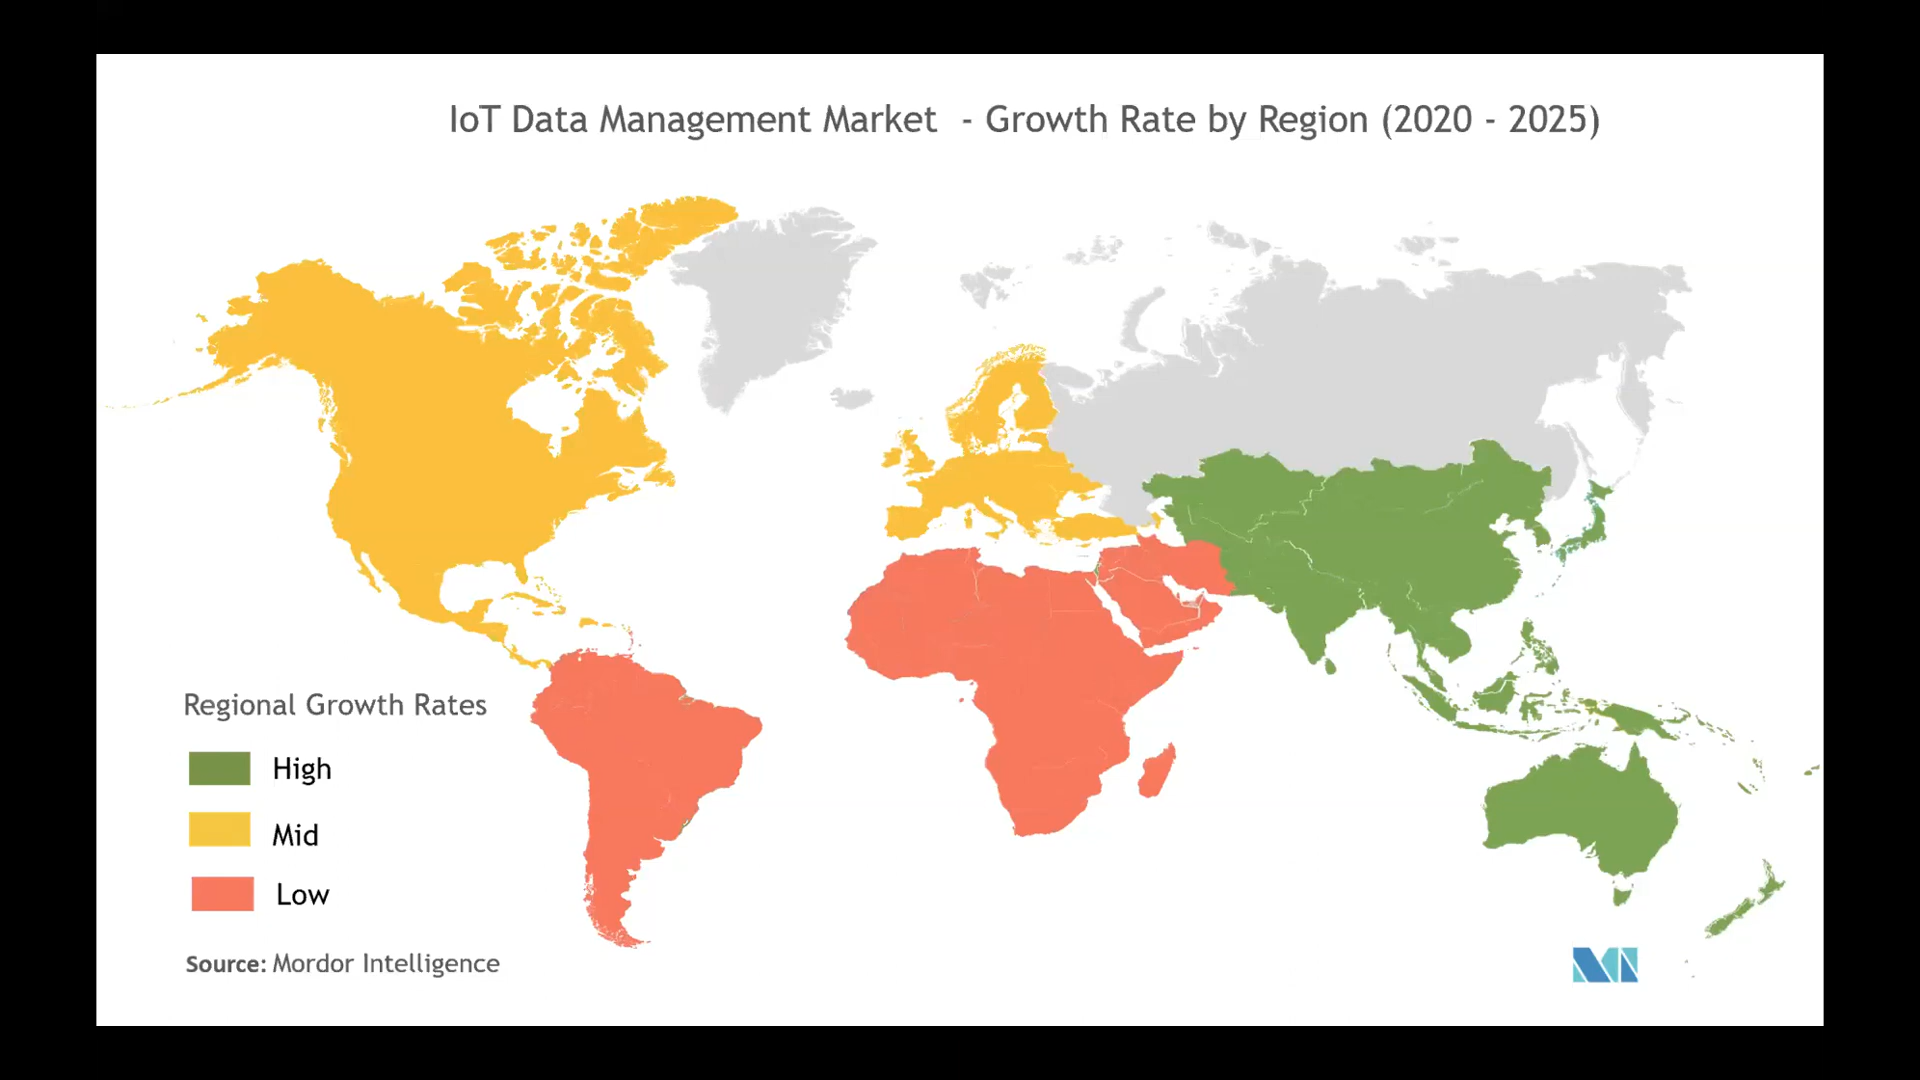 IoT Data Management Market - Growth Rate by Region (2020 - 2025)
Regional Growth Rates
High
Mid
Low
Source: Mordor Intelligence